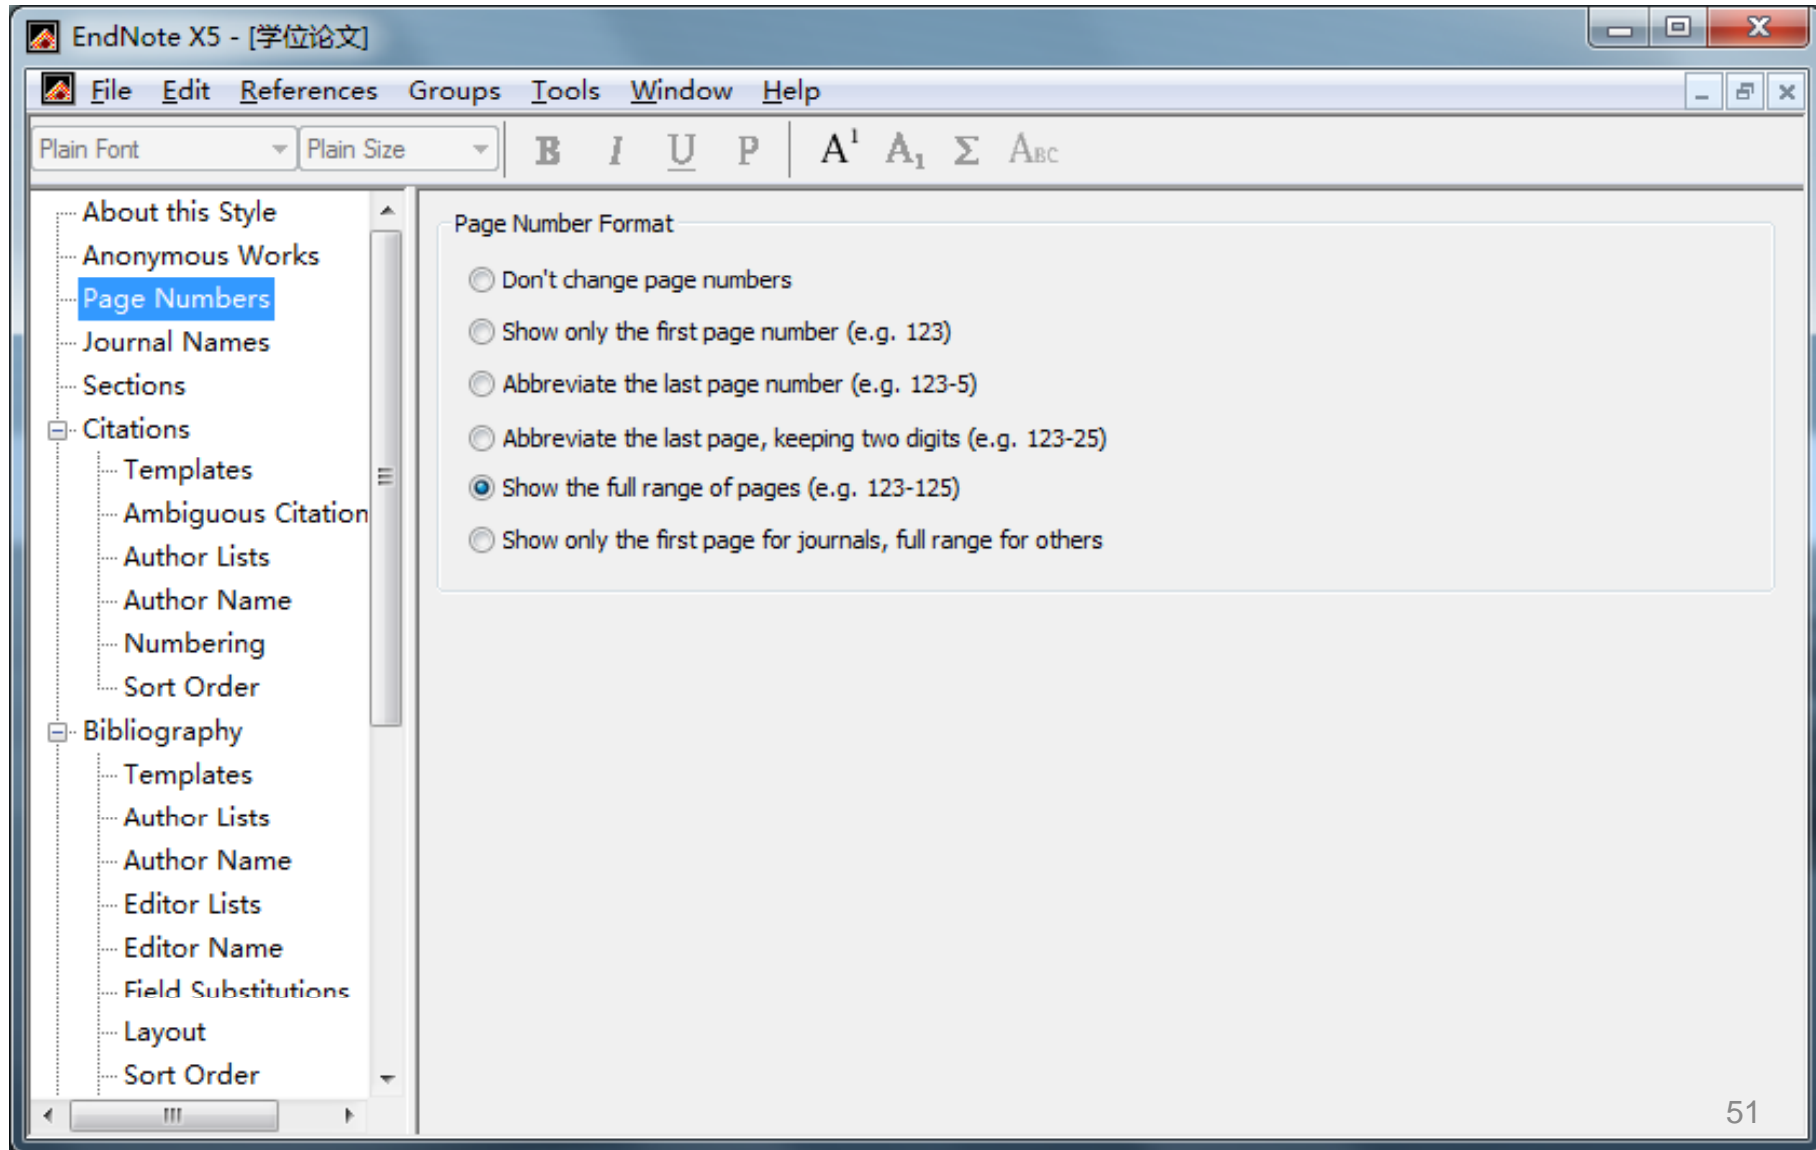 EndNote X5 - [学位论文]
File Edit References Groups Tools Window Help
Plain Font Plain Size B I U P A¹ A₁ Σ ABC
About this Style
Anonymous Works
Page Numbers
Journal Names
Sections
Citations
Templates
Ambiguous Citation
Author Lists
Author Name
Numbering
Sort Order
Bibliography
Templates
Author Lists
Author Name
Editor Lists
Editor Name
Field Substitutions
Layout
Sort Order
Page Number Format
Don't change page numbers
Show only the first page number (e.g. 123)
Abbreviate the last page number (e.g. 123-5)
Abbreviate the last page, keeping two digits (e.g. 123-25)
Show the full range of pages (e.g. 123-125)
Show only the first page for journals, full range for others
51